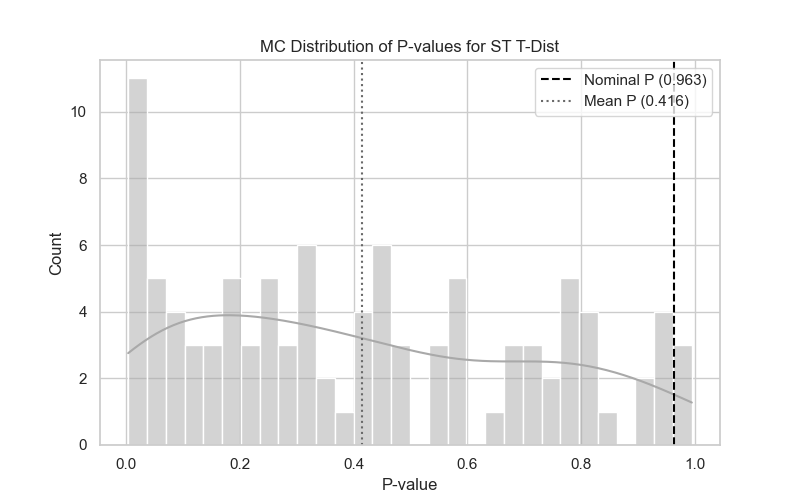 MC Distribution of P-values for ST T-Dist
Nominal P (0.963)
Mean P (0.416)
Count
10
8
6
4
2
0
0.0 0.2 0.4 0.6 0.8 1.0
P-value